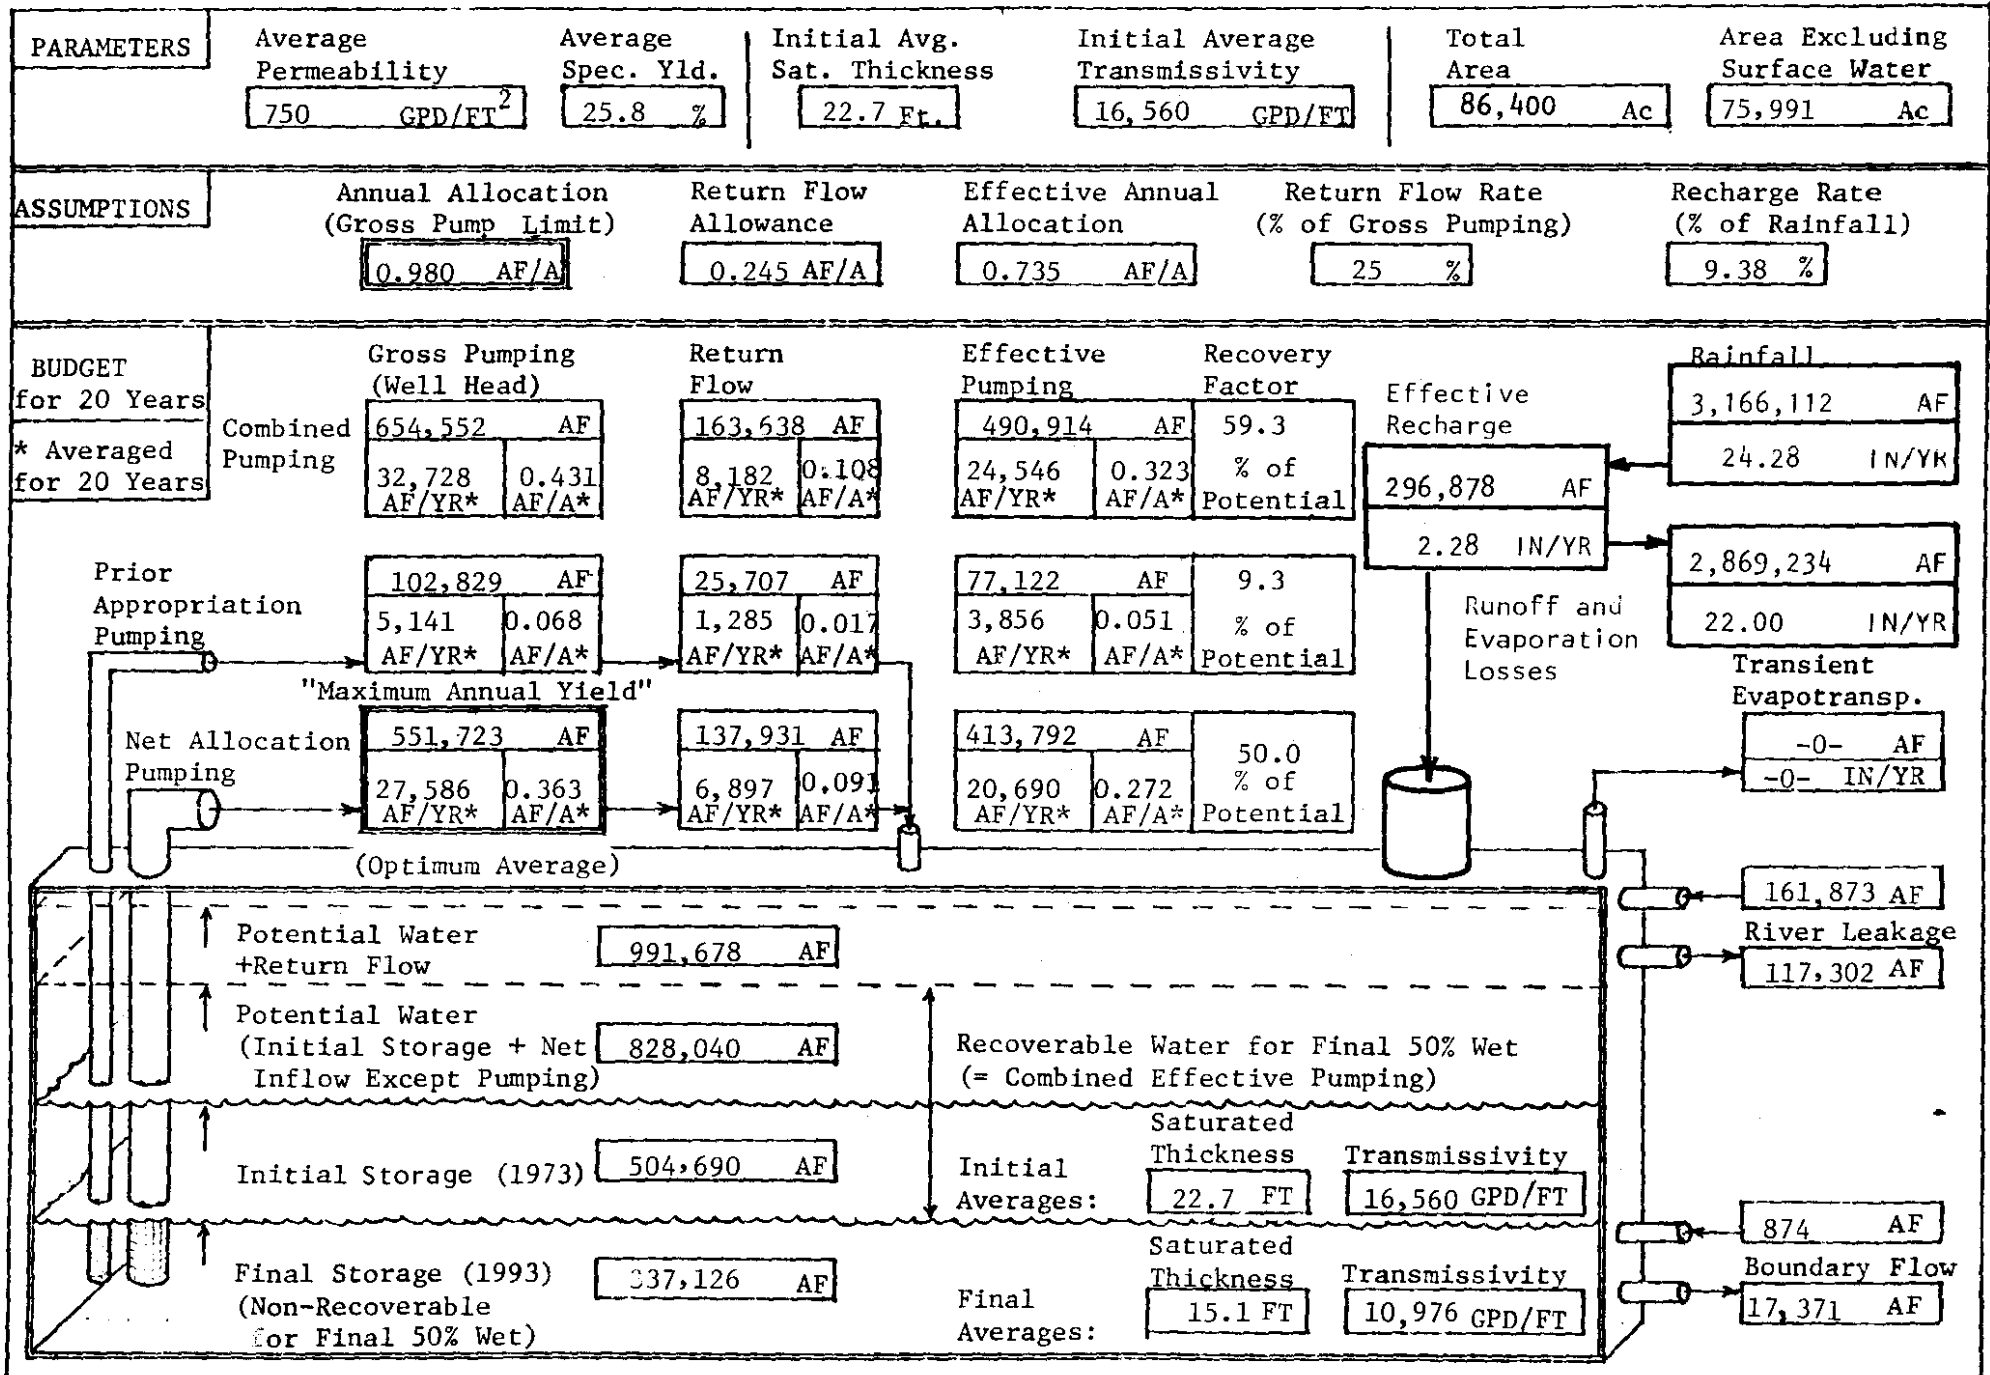 PARAMETERS
Average Permeability
750 GPD/FT2
Average Spec. Yld.
25.8 %
Initial Avg. Sat. Thickness
22.7 Ft.
Initial Average Transmissivity
16,560 GPD/FT
Total Area
86,400 Ac
Area Excluding Surface Water
75,991 Ac
ASSUMPTIONS
Annual Allocation (Gross Pump Limit)
0.980 AF/A
Return Flow Allowance
0.245 AF/A
Effective Annual Allocation
0.735 AF/A
Return Flow Rate (% of Gross Pumping)
25 %
Recharge Rate (% of Rainfall)
9.38 %
BUDGET
for 20 Years
* Averaged
for 20 Years
Gross Pumping (Well Head)
Return Flow
Effective Pumping
Recovery Factor
Combined Pumping
654,552 AF
32,728 AF/YR*
0.431 AF/A*
163,638 AF
8,182 AF/YR*
0.108 AF/A*
490,914 AF
24,546 AF/YR*
0.323 AF/A*
59.3 % of Potential
Effective Recharge
296,878 AF
2.28 IN/YR
Rainfall
3,166,112 AF
24.28 IN/YR
2,869,234 AF
22.00 IN/YR
Runoff and Evaporation Losses
Prior Appropriation Pumping
102,829 AF
5,141 AF/YR*
0.068 AF/A*
25,707 AF
1,285 AF/YR*
0.017 AF/A*
77,122 AF
3,856 AF/YR*
0.051 AF/A*
9.3 % of Potential
"Maximum Annual Yield"
Net Allocation Pumping
551,723 AF
27,586 AF/YR*
0.363 AF/A*
137,931 AF
6,897 AF/YR*
0.091 AF/A*
413,792 AF
20,690 AF/YR*
0.272 AF/A*
50.0 % of Potential
(Optimum Average)
Transient Evapotransp.
-0- AF
-0- IN/YR
161,873 AF
River Leakage
117,302 AF
Potential Water
+Return Flow
991,678 AF
Potential Water
(Initial Storage + Net
Inflow Except Pumping)
828,040 AF
Recoverable Water for Final 50% Wet
(= Combined Effective Pumping)
Initial Storage (1973)
504,690 AF
Initial Averages:
Saturated Thickness
22.7 FT
Transmissivity
16,560 GPD/FT
874 AF
Boundary Flow
17,371 AF
Final Storage (1993)
(Non-Recoverable
for Final 50% Wet)
337,126 AF
Final Averages:
Saturated Thickness
15.1 FT
Transmissivity
10,976 GPD/FT